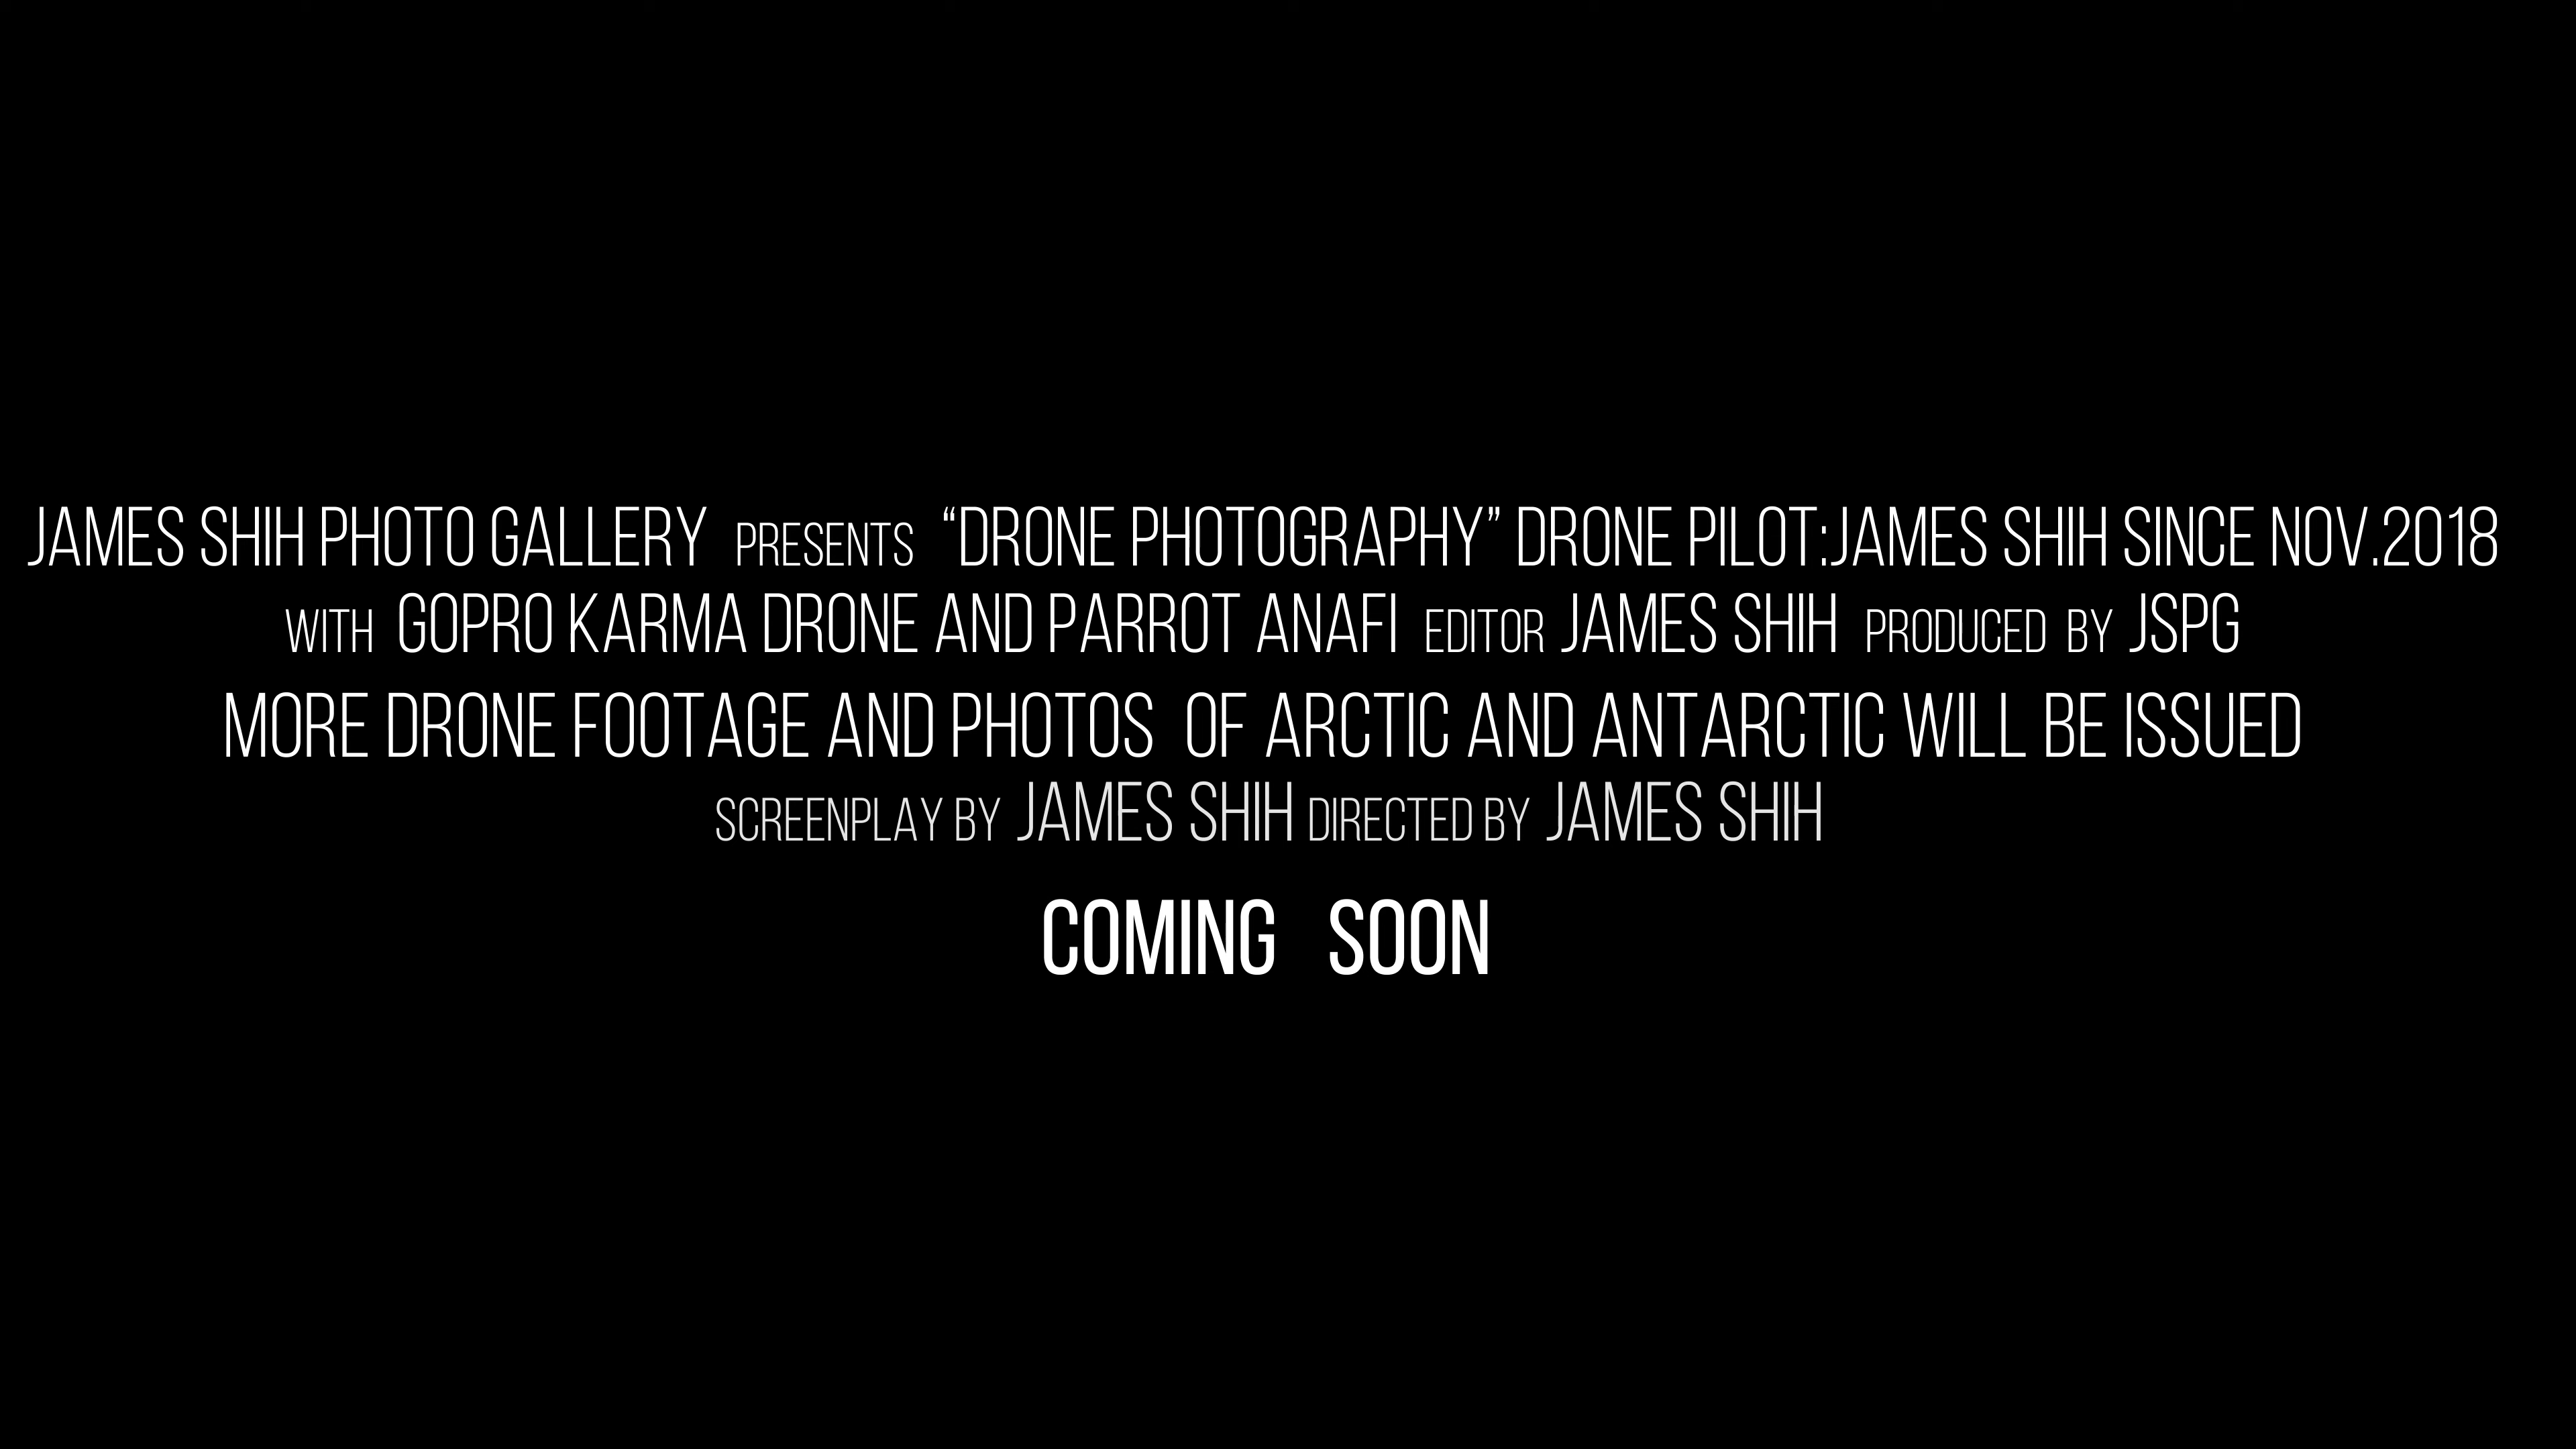 JAMES SHIH PHOTO GALLERY PRESENTS “DRONE PHOTOGRAPHY” DRONE PILOT:JAMES SHIH SINCE NOV.2018
WITH GOPRO KARMA DRONE AND PARROT ANAFI EDITOR JAMES SHIH PRODUCED BY JSPG
MORE DRONE FOOTAGE AND PHOTOS OF ARCTIC AND ANTARCTIC WILL BE ISSUED
SCREENPLAY BY JAMES SHIH DIRECTED BY JAMES SHIH
COMING SOON